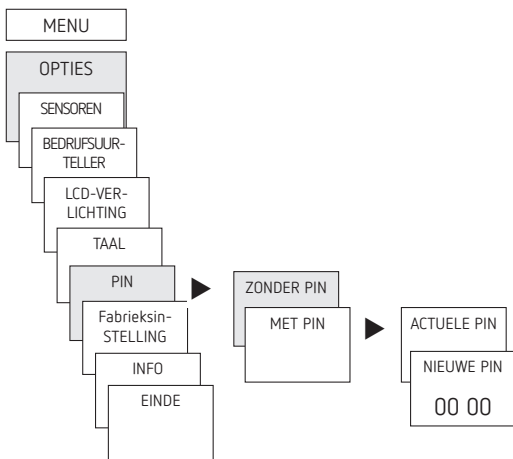 MENU
OPTIES
SENSOREN
BEDRIJFSUUR-
TELLER
LCD-VER-
LICHTING
TAAL
PIN
Fabrieksin-
STELLING
INFO
EINDE
ZONDER PIN
MET PIN
ACTUELE PIN
NIEUWE PIN
00 00